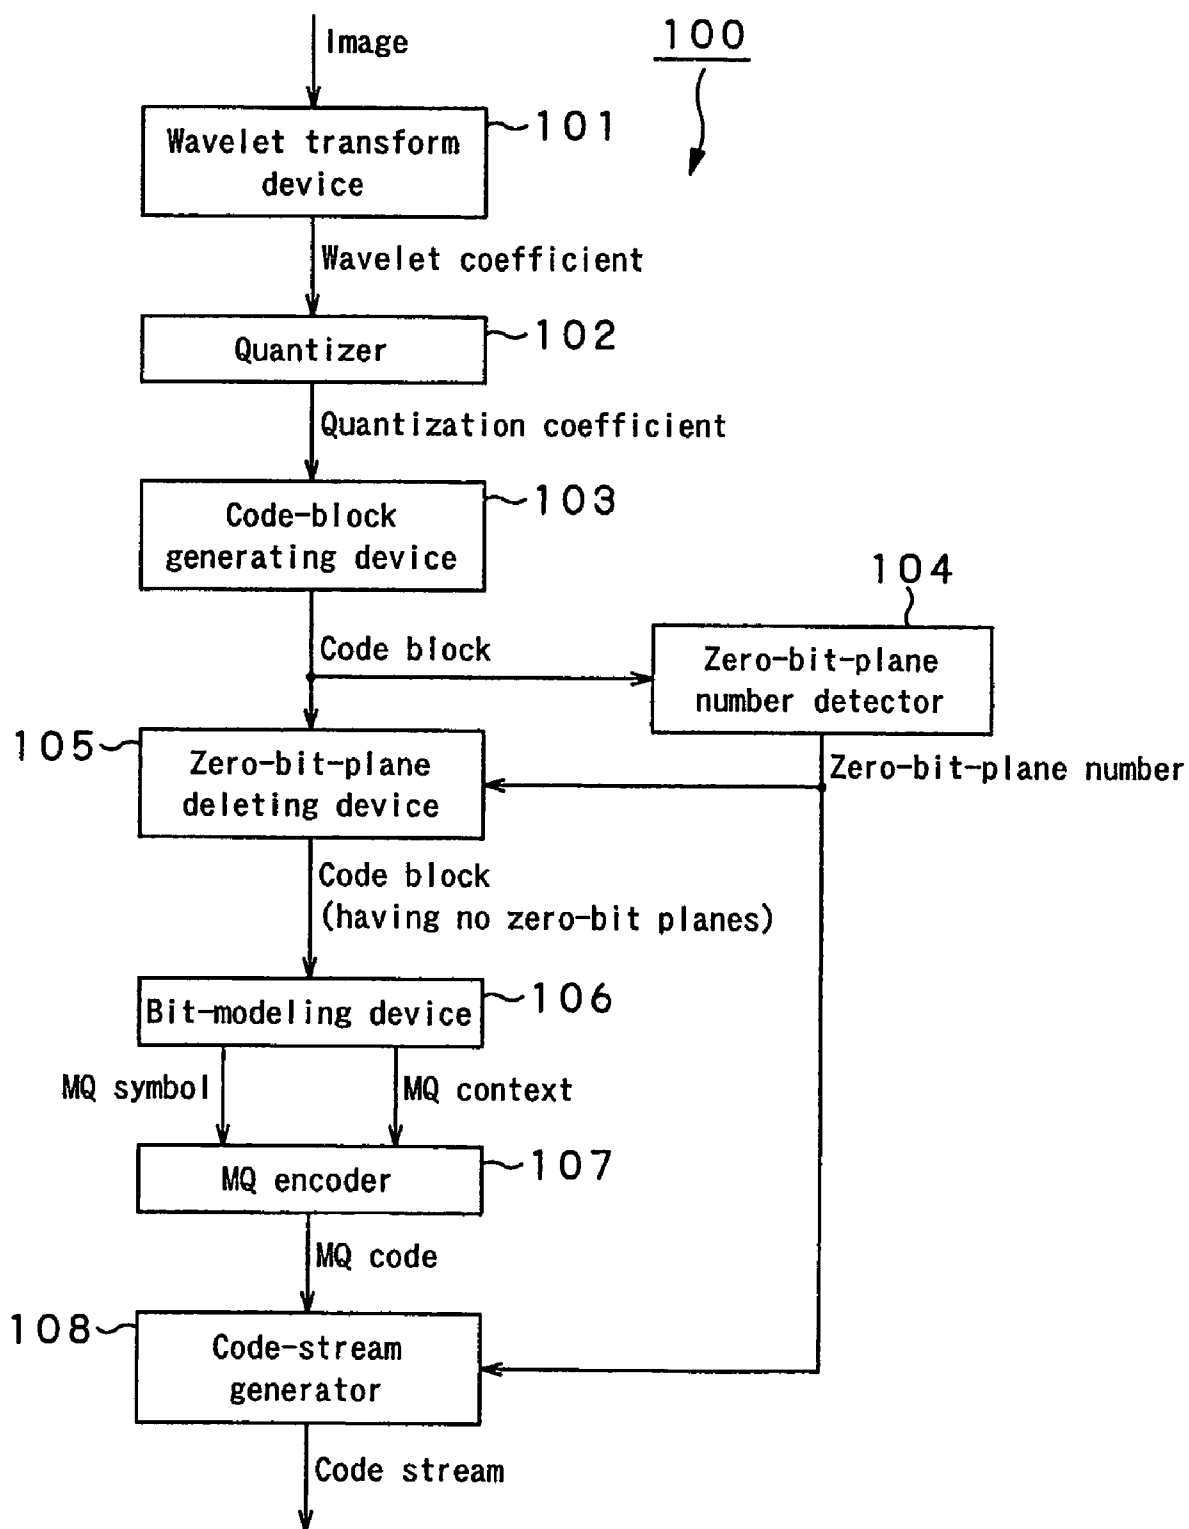 Image
100
Wavelet transform
device
101
Wavelet coefficient
Quantizer
102
Quantization coefficient
Code-block
generating device
103
104
Code block
Zero-bit-plane
number detector
105
Zero-bit-plane
deleting device
Zero-bit-plane number
Code block
(having no zero-bit planes)
Bit-modeling device
106
MQ symbol
MQ context
MQ encoder
107
MQ code
108
Code-stream
generator
Code stream